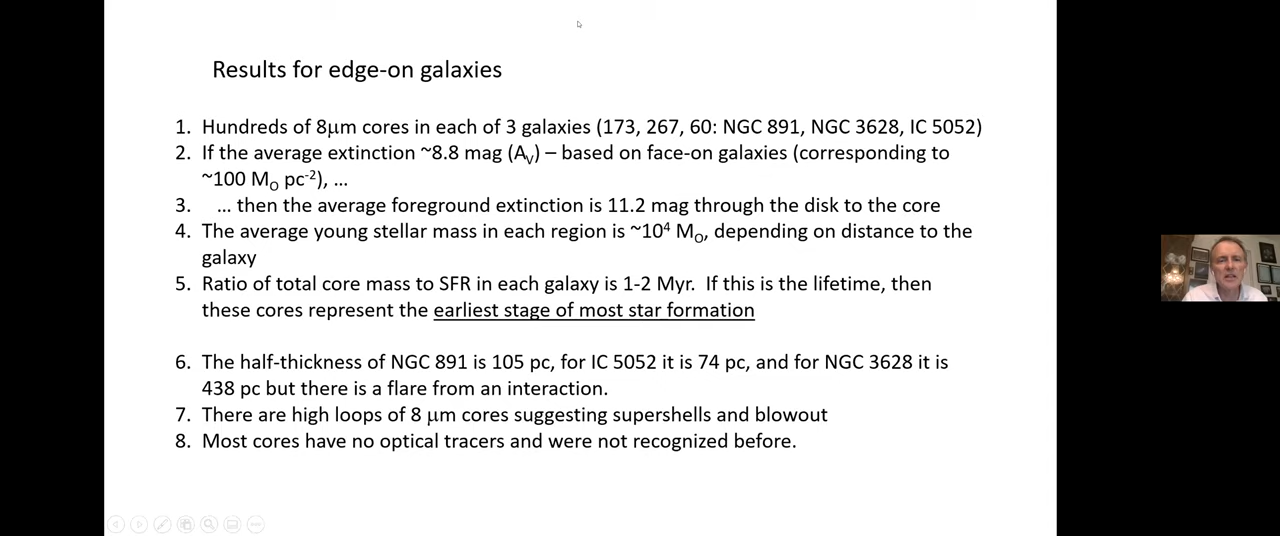 Results for edge-on galaxies
1. Hundreds of 8μm cores in each of 3 galaxies (173, 267, 60: NGC 891, NGC 3628, IC 5052)
2. If the average extinction ~8.8 mag (Aᵥ) – based on face-on galaxies (corresponding to
~100 M_O pc⁻²), ...
3. ... then the average foreground extinction is 11.2 mag through the disk to the core
4. The average young stellar mass in each region is ~10⁴ M_O, depending on distance to the
galaxy
5. Ratio of total core mass to SFR in each galaxy is 1-2 Myr. If this is the lifetime, then
these cores represent the earliest stage of most star formation
6. The half-thickness of NGC 891 is 105 pc, for IC 5052 it is 74 pc, and for NGC 3628 it is
438 pc but there is a flare from an interaction.
7. There are high loops of 8 μm cores suggesting supershells and blowout
8. Most cores have no optical tracers and were not recognized before.